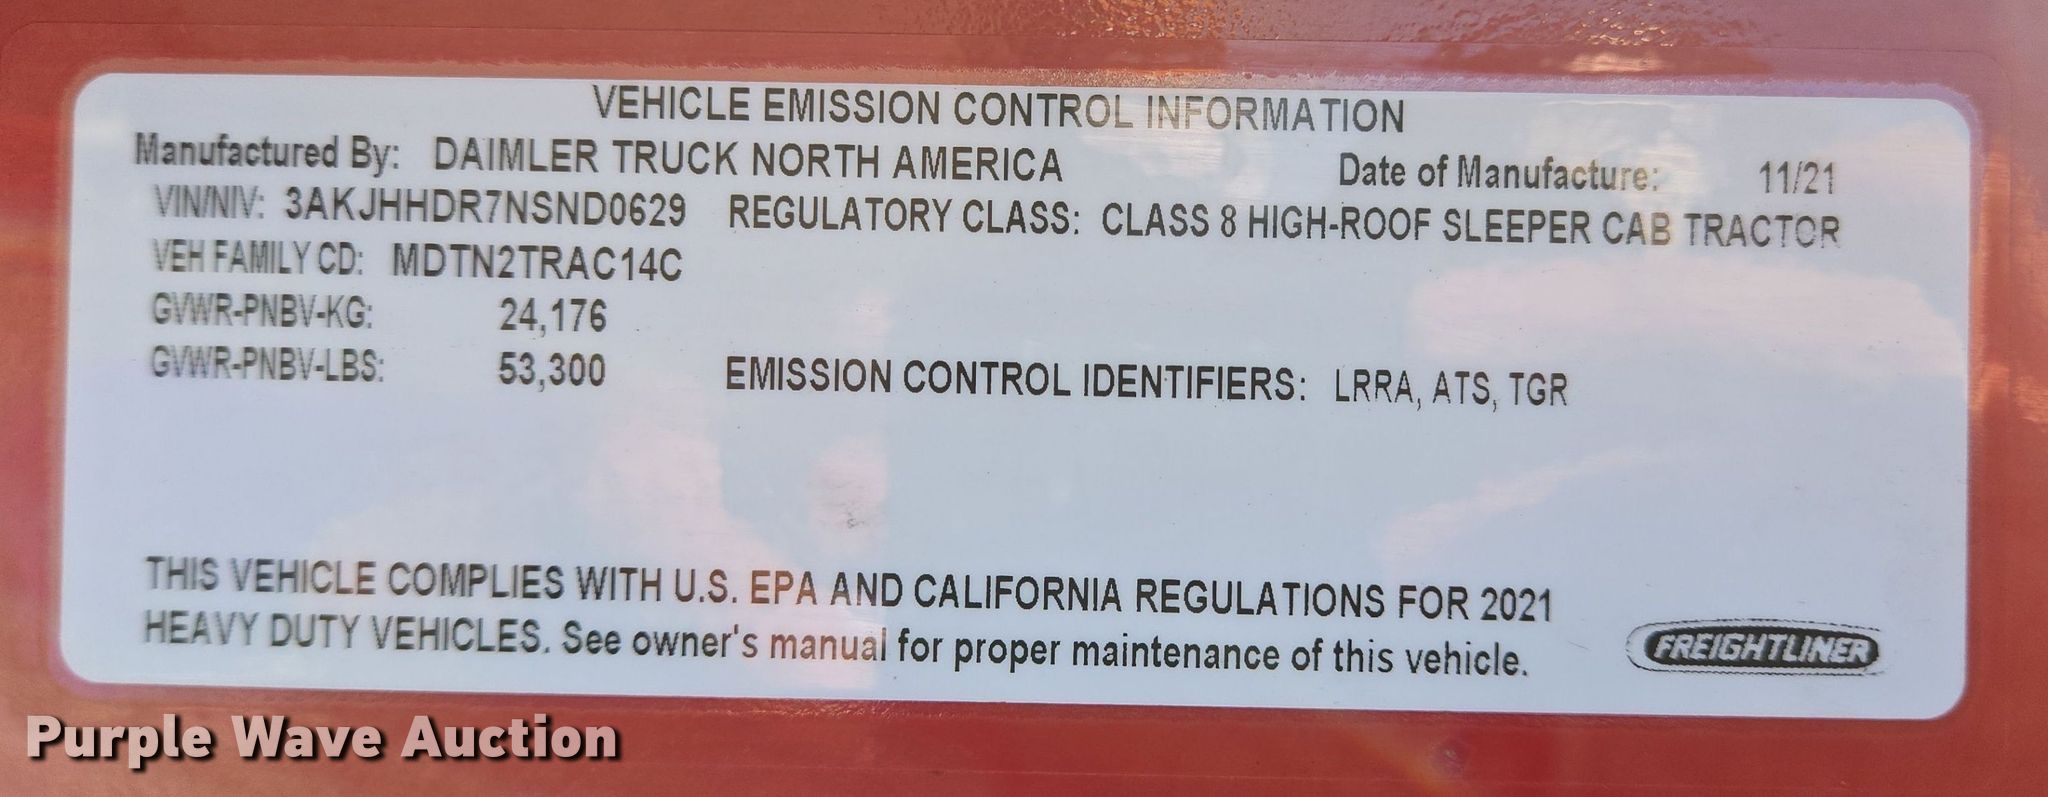 VEHICLE EMISSION CONTROL INFORMATION
Manufactured By: DAIMLER TRUCK NORTH AMERICA Date of Manufacture: 11/21
VIN/NIV: 3AKJHHDR7NSND0629 REGULATORY CLASS: CLASS 8 HIGH-ROOF SLEEPER CAB TRACTOR
VEH FAMILY CD: MDTN2TRAC14C
GVWR-PNBV-KG: 24,176
GVWR-PNBV-LBS: 53,300 EMISSION CONTROL IDENTIFIERS: LRRA, ATS, TGR
THIS VEHICLE COMPLIES WITH U.S. EPA AND CALIFORNIA REGULATIONS FOR 2021
HEAVY DUTY VEHICLES. See owner's manual for proper maintenance of this vehicle.
FREIGHTLINER
Purple Wave Auction